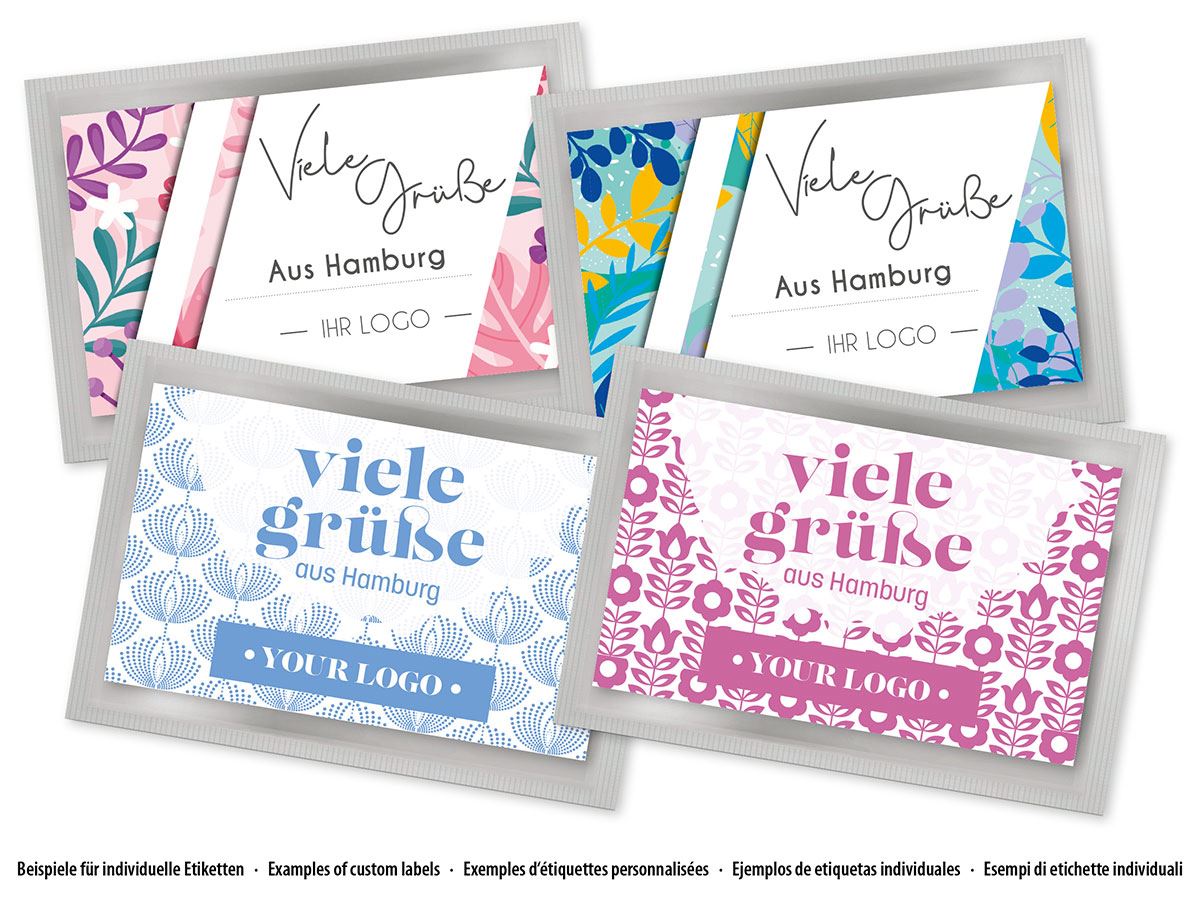 Viele
Grüße
Aus Hamburg
— IHR LOGO —
Viele
Grüße
Aus Hamburg
— IHR LOGO —
viele
grüße
aus Hamburg
• YOUR LOGO •
viele
grüße
aus Hamburg
• YOUR LOGO •
Beispiele für individuelle Etiketten · Examples of custom labels · Exemples d‘étiquettes personnalisées · Ejemplos de etiquetas individuales · Esempi di etichette individuali